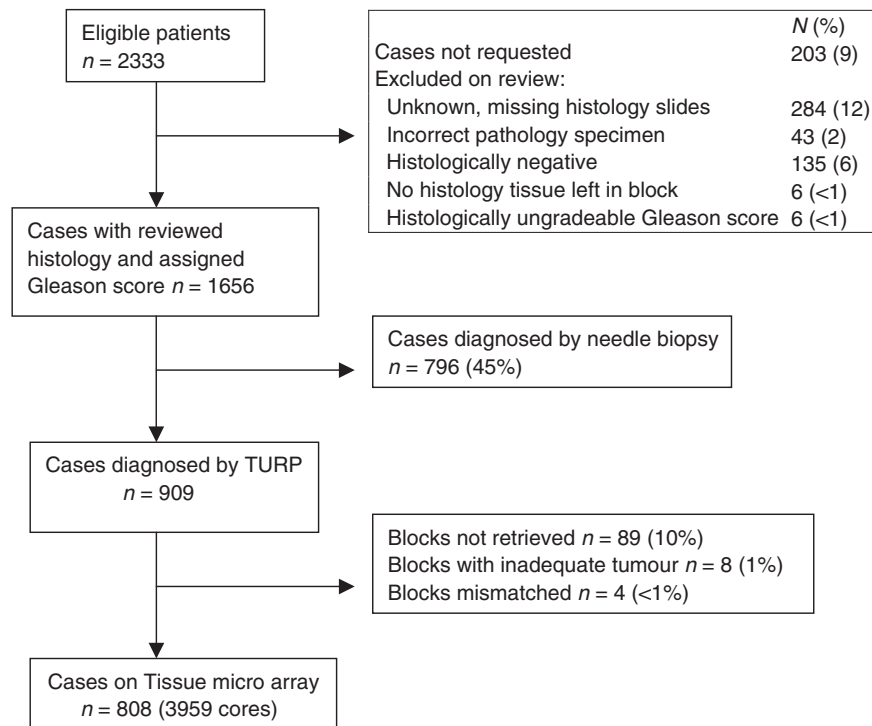 Eligible patients
n = 2333
N (%)
Cases not requested 203 (9)
Excluded on review:
Unknown, missing histology slides 284 (12)
Incorrect pathology specimen 43 (2)
Histologically negative 135 (6)
No histology tissue left in block 6 (<1)
Histologically ungradeable Gleason score 6 (<1)
Cases with reviewed
histology and assigned
Gleason score n = 1656
Cases diagnosed by needle biopsy
n = 796 (45%)
Cases diagnosed by TURP
n = 909
Blocks not retrieved n = 89 (10%)
Blocks with inadequate tumour n = 8 (1%)
Blocks mismatched n = 4 (<1%)
Cases on Tissue micro array
n = 808 (3959 cores)